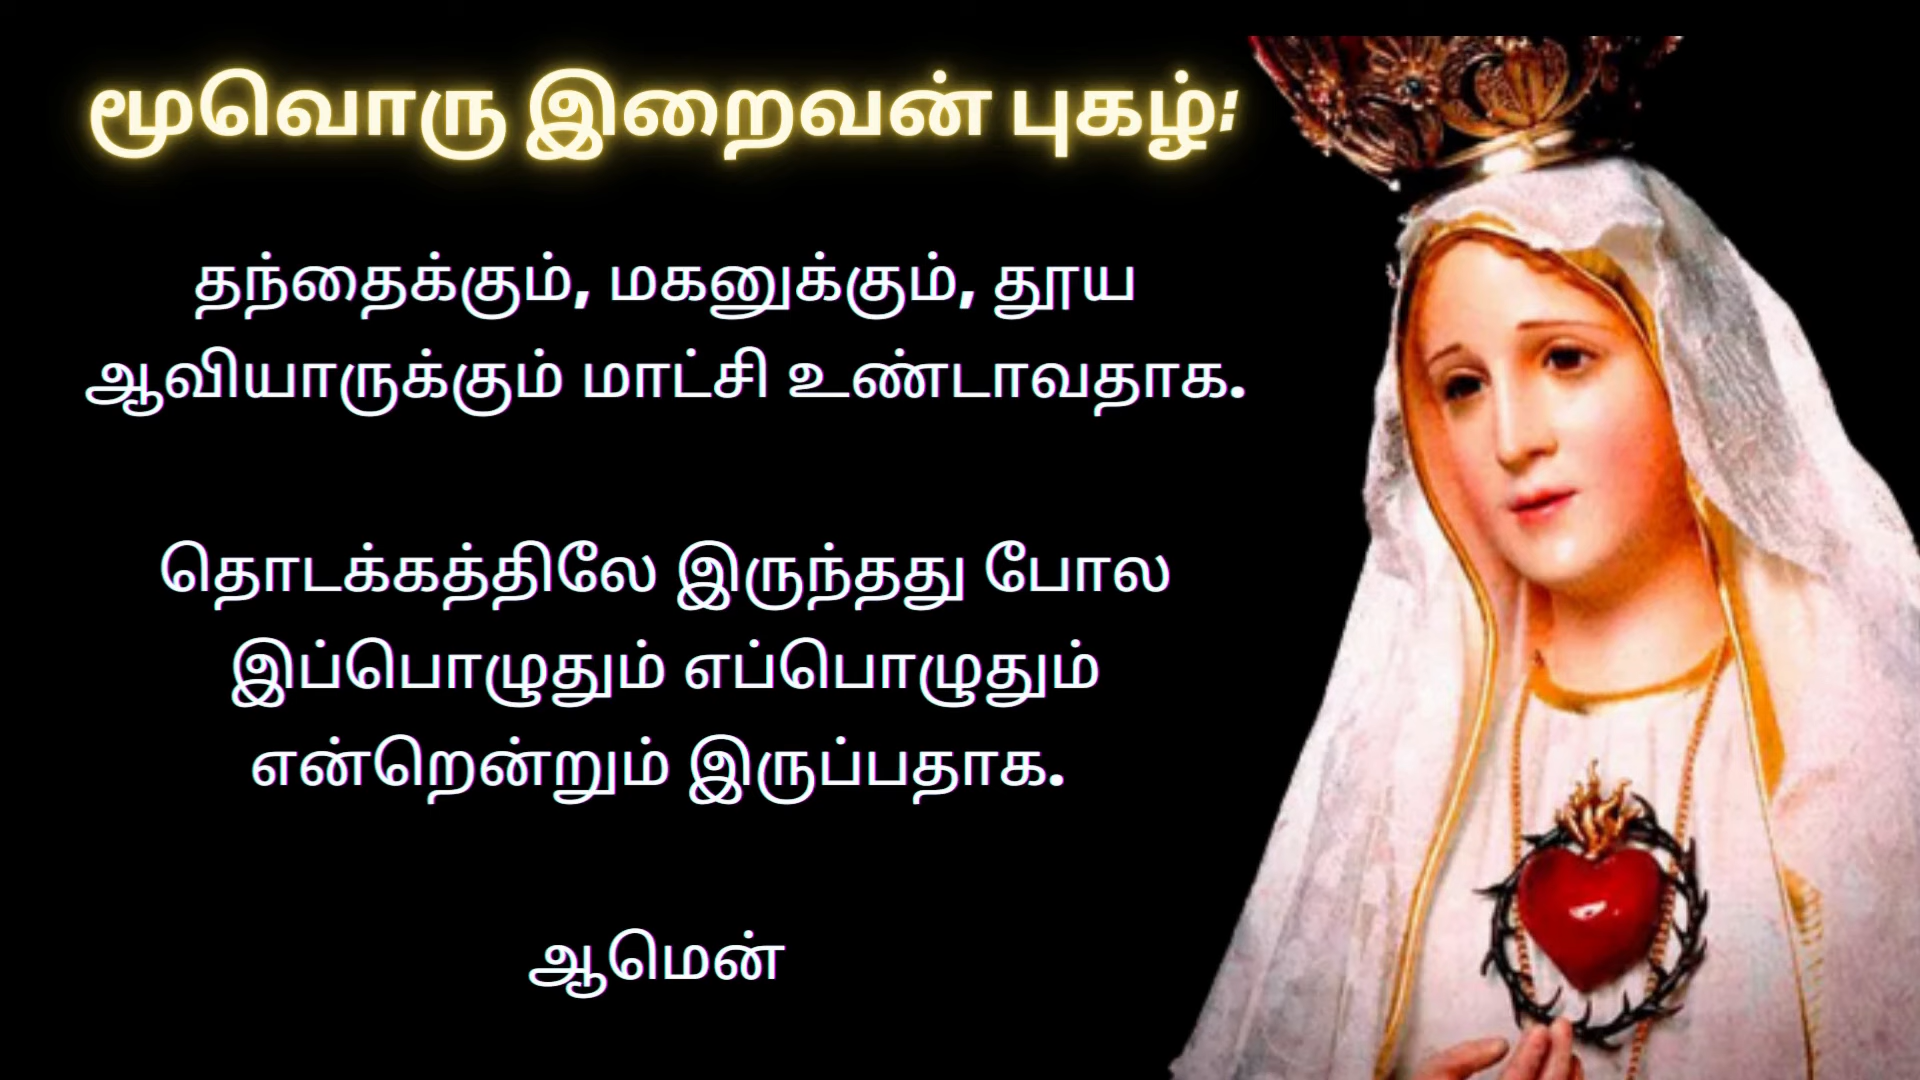 மூவொரு இறைவன் புகழ்:
தந்தைக்கும், மகனுக்கும், தூய
ஆவியாருக்கும் மாட்சி உண்டாவதாக.
தொடக்கத்திலே இருந்தது போல
இப்பொழுதும் எப்பொழுதும்
என்றென்றும் இருப்பதாக.
ஆமென்